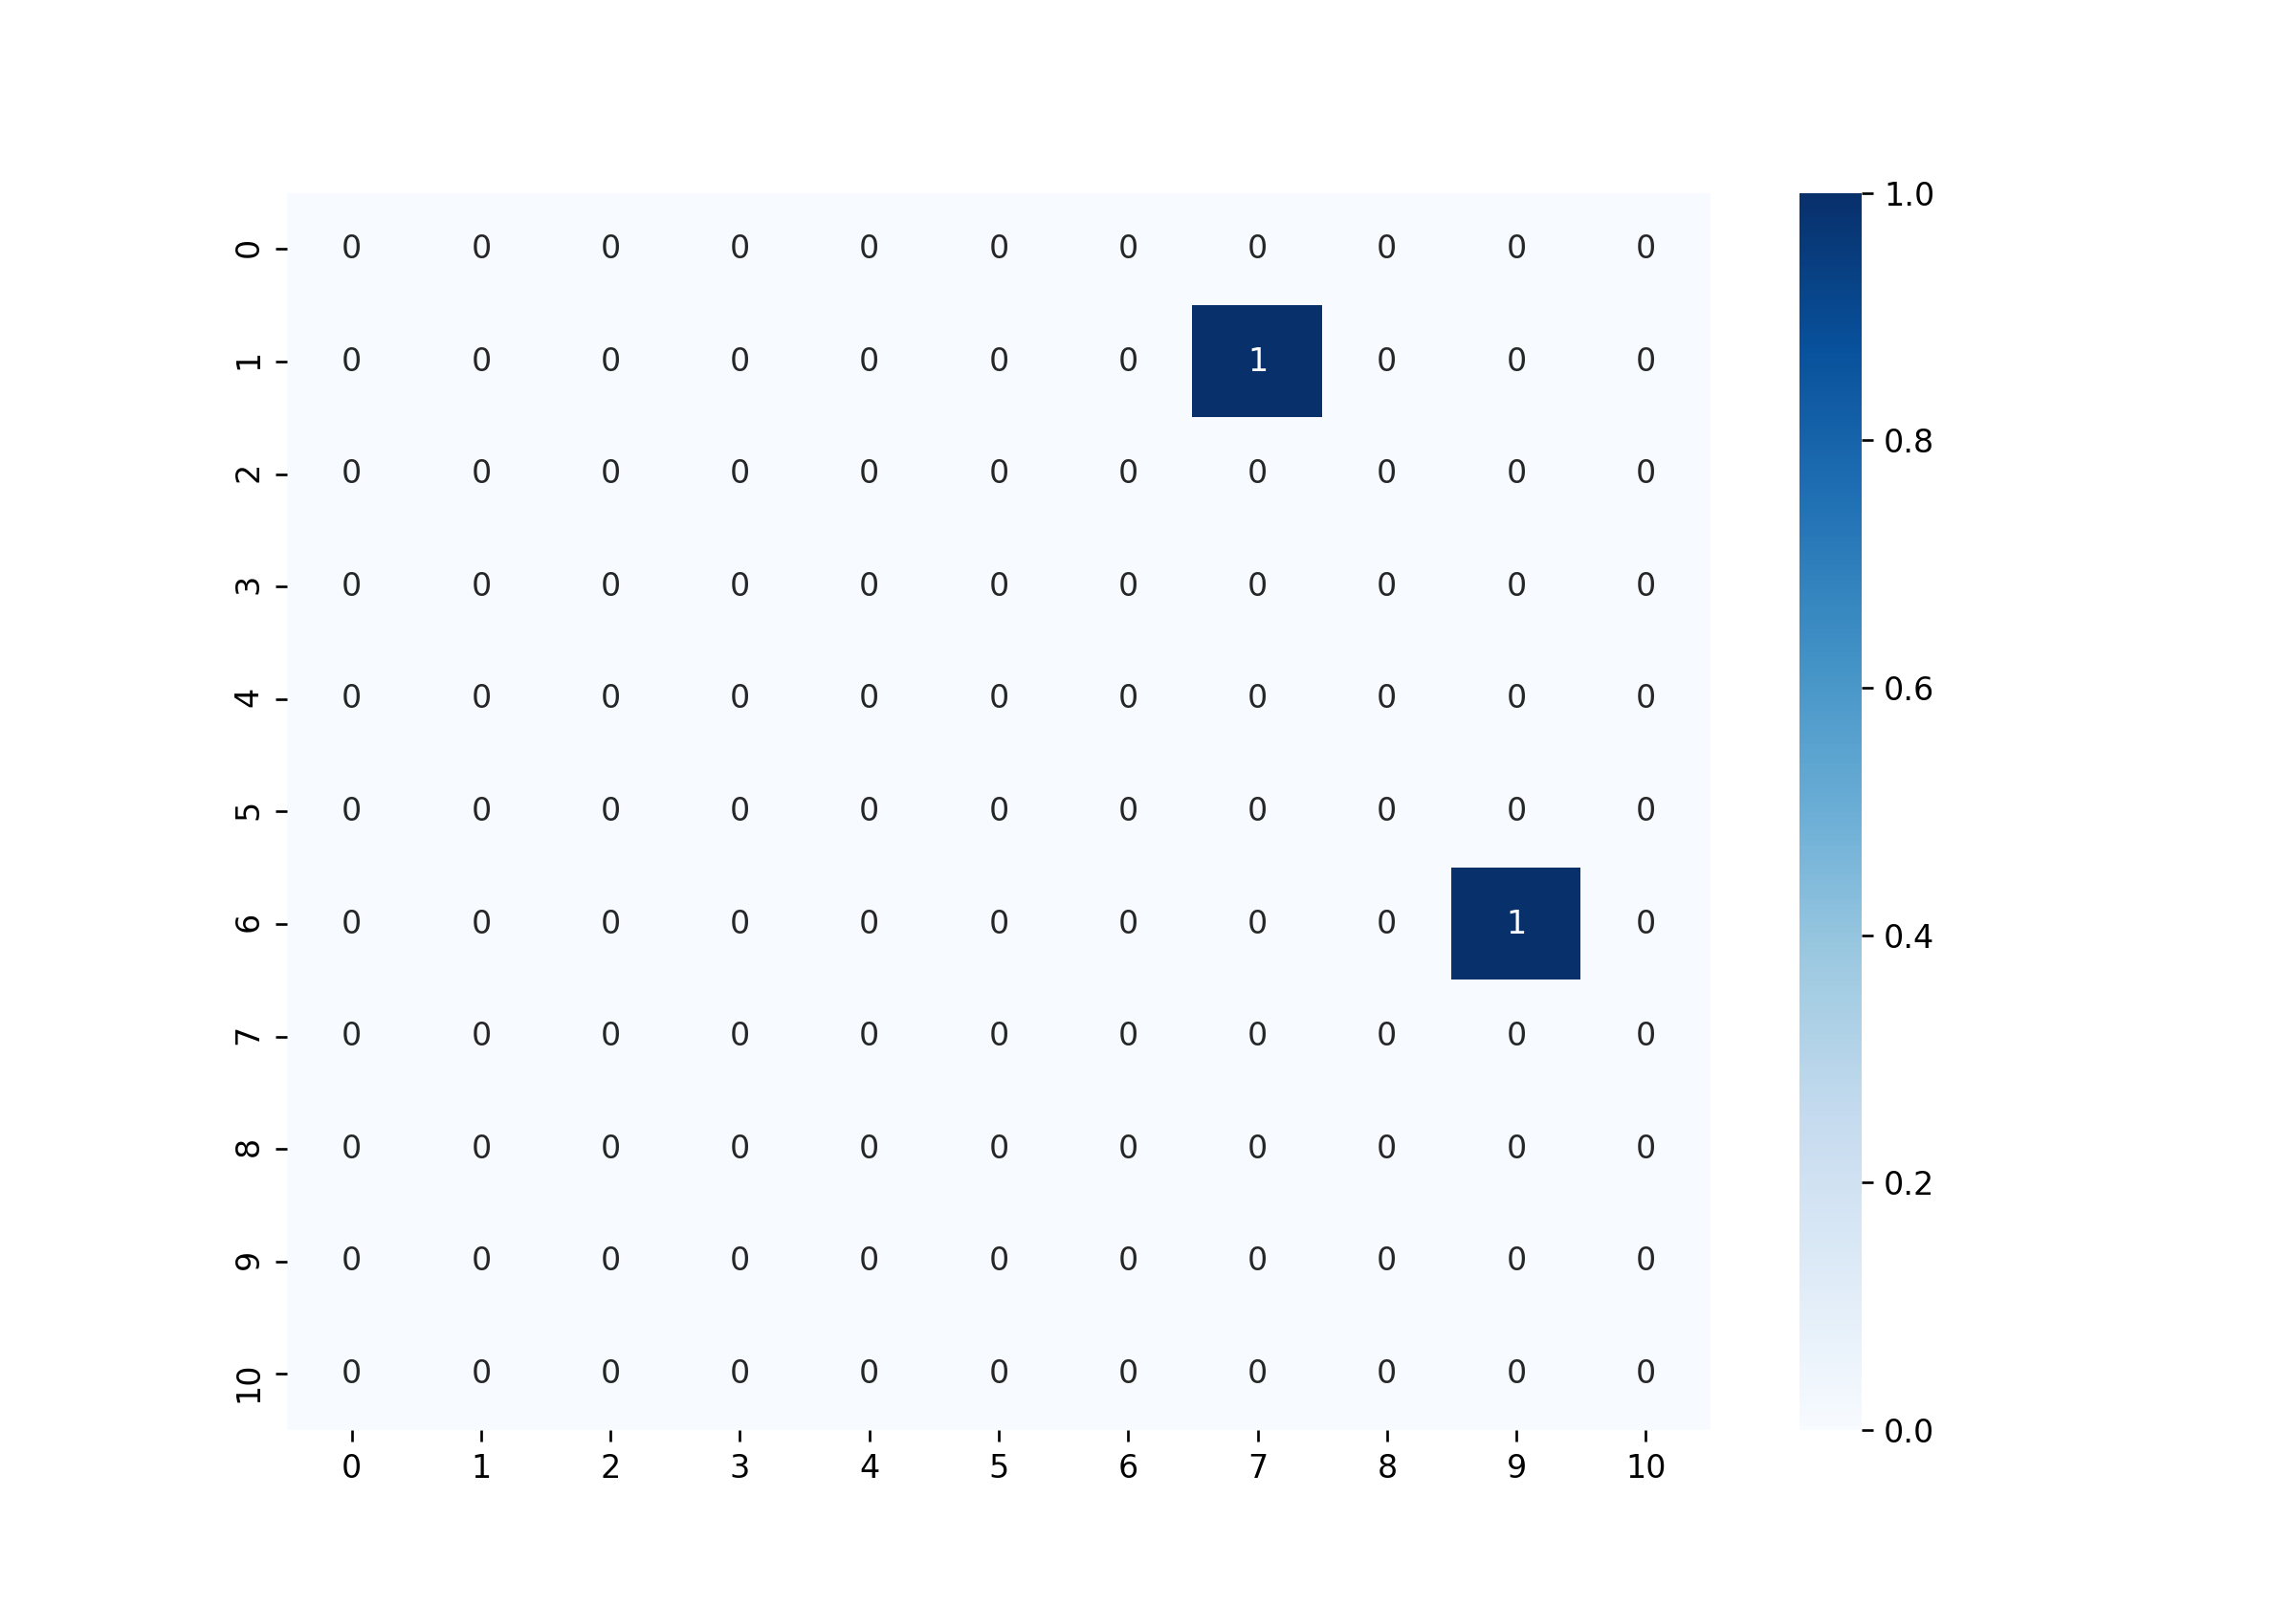 1.0
0 0 0 0 0 0 0 0 0 0 0 0
1 0 0 0 0 0 0 0 1 0 0 0
0.8
2 0 0 0 0 0 0 0 0 0 0 0
3 0 0 0 0 0 0 0 0 0 0 0
0.6
4 0 0 0 0 0 0 0 0 0 0 0
5 0 0 0 0 0 0 0 0 0 0 0
6 0 0 0 0 0 0 0 0 0 1 0
0.4
7 0 0 0 0 0 0 0 0 0 0 0
8 0 0 0 0 0 0 0 0 0 0 0
0.2
9 0 0 0 0 0 0 0 0 0 0 0
10 0 0 0 0 0 0 0 0 0 0 0
0.0
0 1 2 3 4 5 6 7 8 9 10